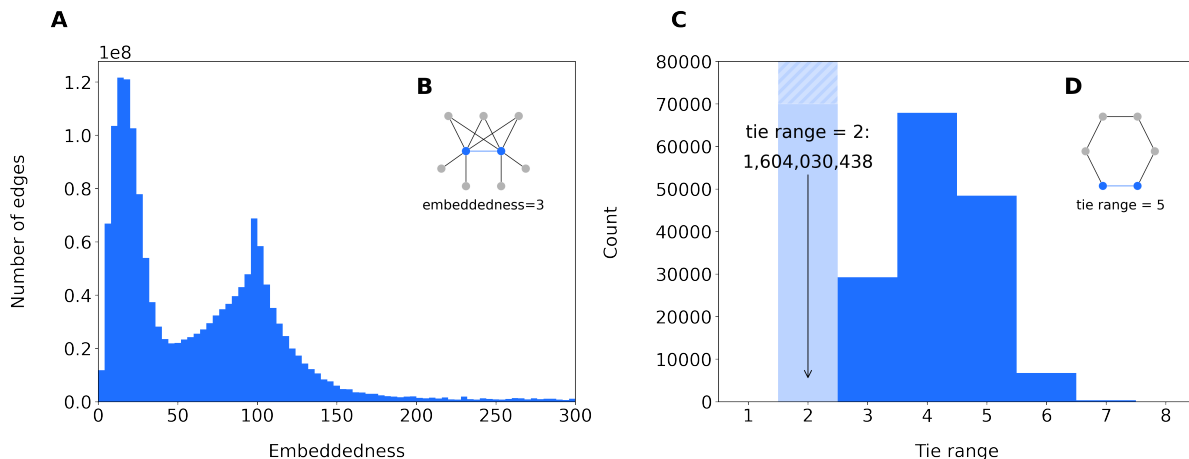 A
1e8
1.2
1.0
0.8
0.6
0.4
0.2
0.0
Number of edges
0
50
100
150
200
250
300
Embeddedness
B
embeddedness=3
C
80000
70000
60000
50000
40000
30000
20000
10000
0
Count
tie range = 2:
1,604,030,438
1
2
3
4
5
6
7
8
Tie range
D
tie range = 5